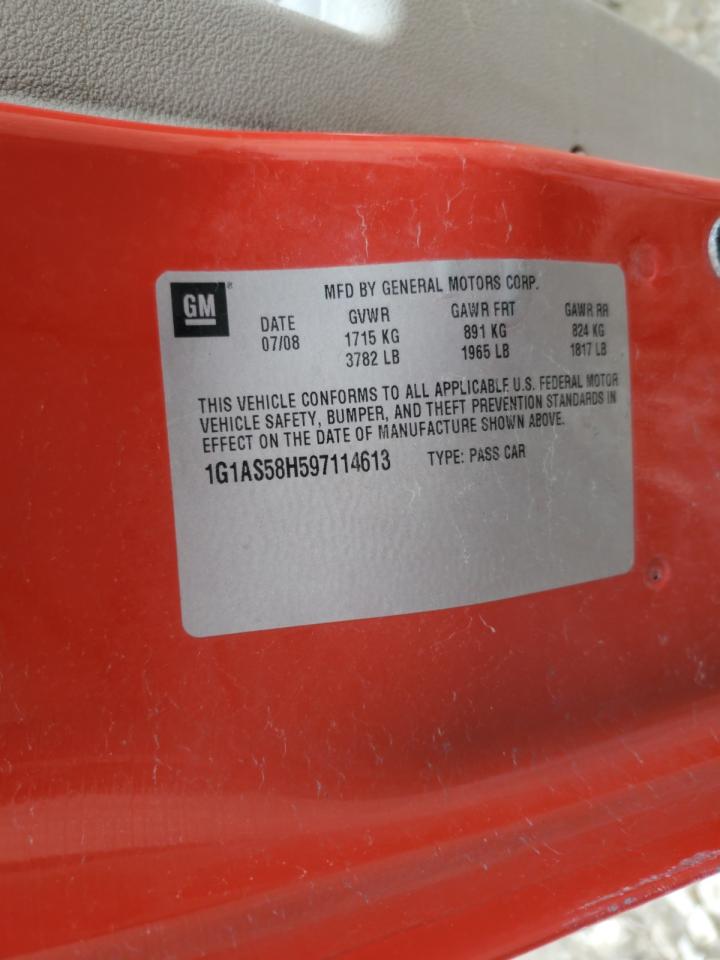 GM
MFD BY GENERAL MOTORS CORP.
DATE GVWR GAWR FRT GAWR RR
07/08 1715 KG 891 KG 824 KG
3782 LB 1965 LB 1817 LB
THIS VEHICLE CONFORMS TO ALL APPLICABLE U.S. FEDERAL MOTOR
VEHICLE SAFETY, BUMPER, AND THEFT PREVENTION STANDARDS IN
EFFECT ON THE DATE OF MANUFACTURE SHOWN ABOVE.
1G1AS58H597114613 TYPE: PASS CAR